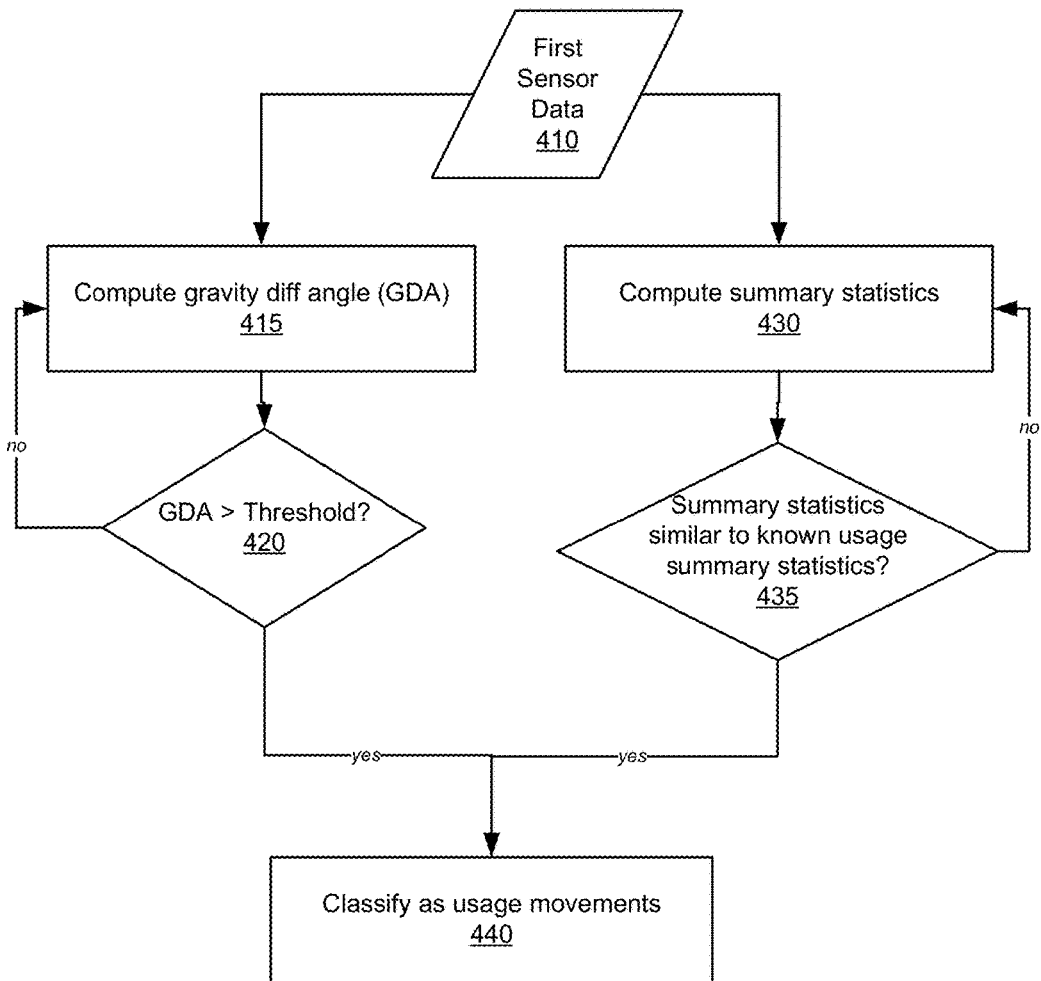 First
Sensor
Data
410
Compute gravity diff angle (GDA)
415
Compute summary statistics
430
no
no
GDA > Threshold?
420
Summary statistics
similar to known usage
summary statistics?
435
yes
yes
Classify as usage movements
440